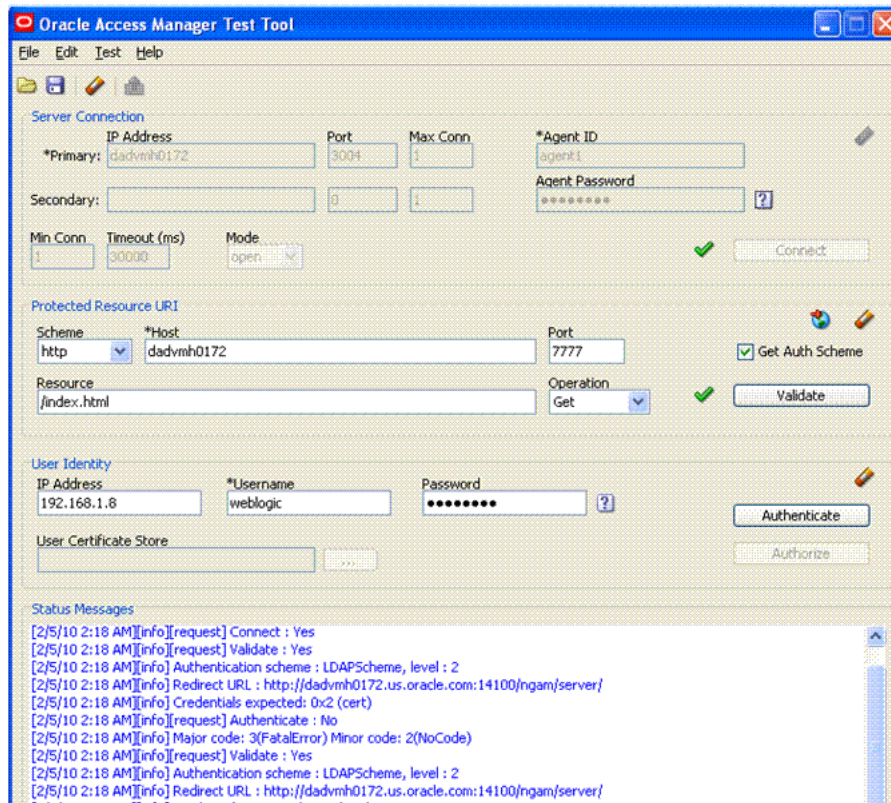 Oracle Access Manager Test Tool
File Edit Test Help
Server Connection
IP Address Port Max Conn *Agent ID
*Primary: dadvmh0172 3004 1 agent1
Agent Password
Secondary: 0 1 ●●●●●●●● ?
Min Conn Timeout (ms) Mode
1 30000 open Connect
Protected Resource URI
Scheme *Host Port
http dadvmh0172 7777 Get Auth Scheme
Resource Operation
/index.html Get Validate
User Identity
IP Address *Username Password
192.168.1.8 weblogic ●●●●●●●● ?
Authenticate
User Certificate Store
... Authorize
Status Messages
[2/5/10 2:18 AM][info][request] Connect : Yes
[2/5/10 2:18 AM][info][request] Validate : Yes
[2/5/10 2:18 AM][info] Authentication scheme : LDAPScheme, level : 2
[2/5/10 2:18 AM][info] Redirect URL : http://dadvmh0172.us.oracle.com:14100/ngam/server/
[2/5/10 2:18 AM][info] Credentials expected: 0x2 (cert)
[2/5/10 2:18 AM][info][request] Authenticate : No
[2/5/10 2:18 AM][info] Major code: 3(FatalError) Minor code: 2(NoCode)
[2/5/10 2:18 AM][info][request] Validate : Yes
[2/5/10 2:18 AM][info] Authentication scheme : LDAPScheme, level : 2
[2/5/10 2:18 AM][info] Redirect URL : http://dadvmh0172.us.oracle.com:14100/ngam/server/